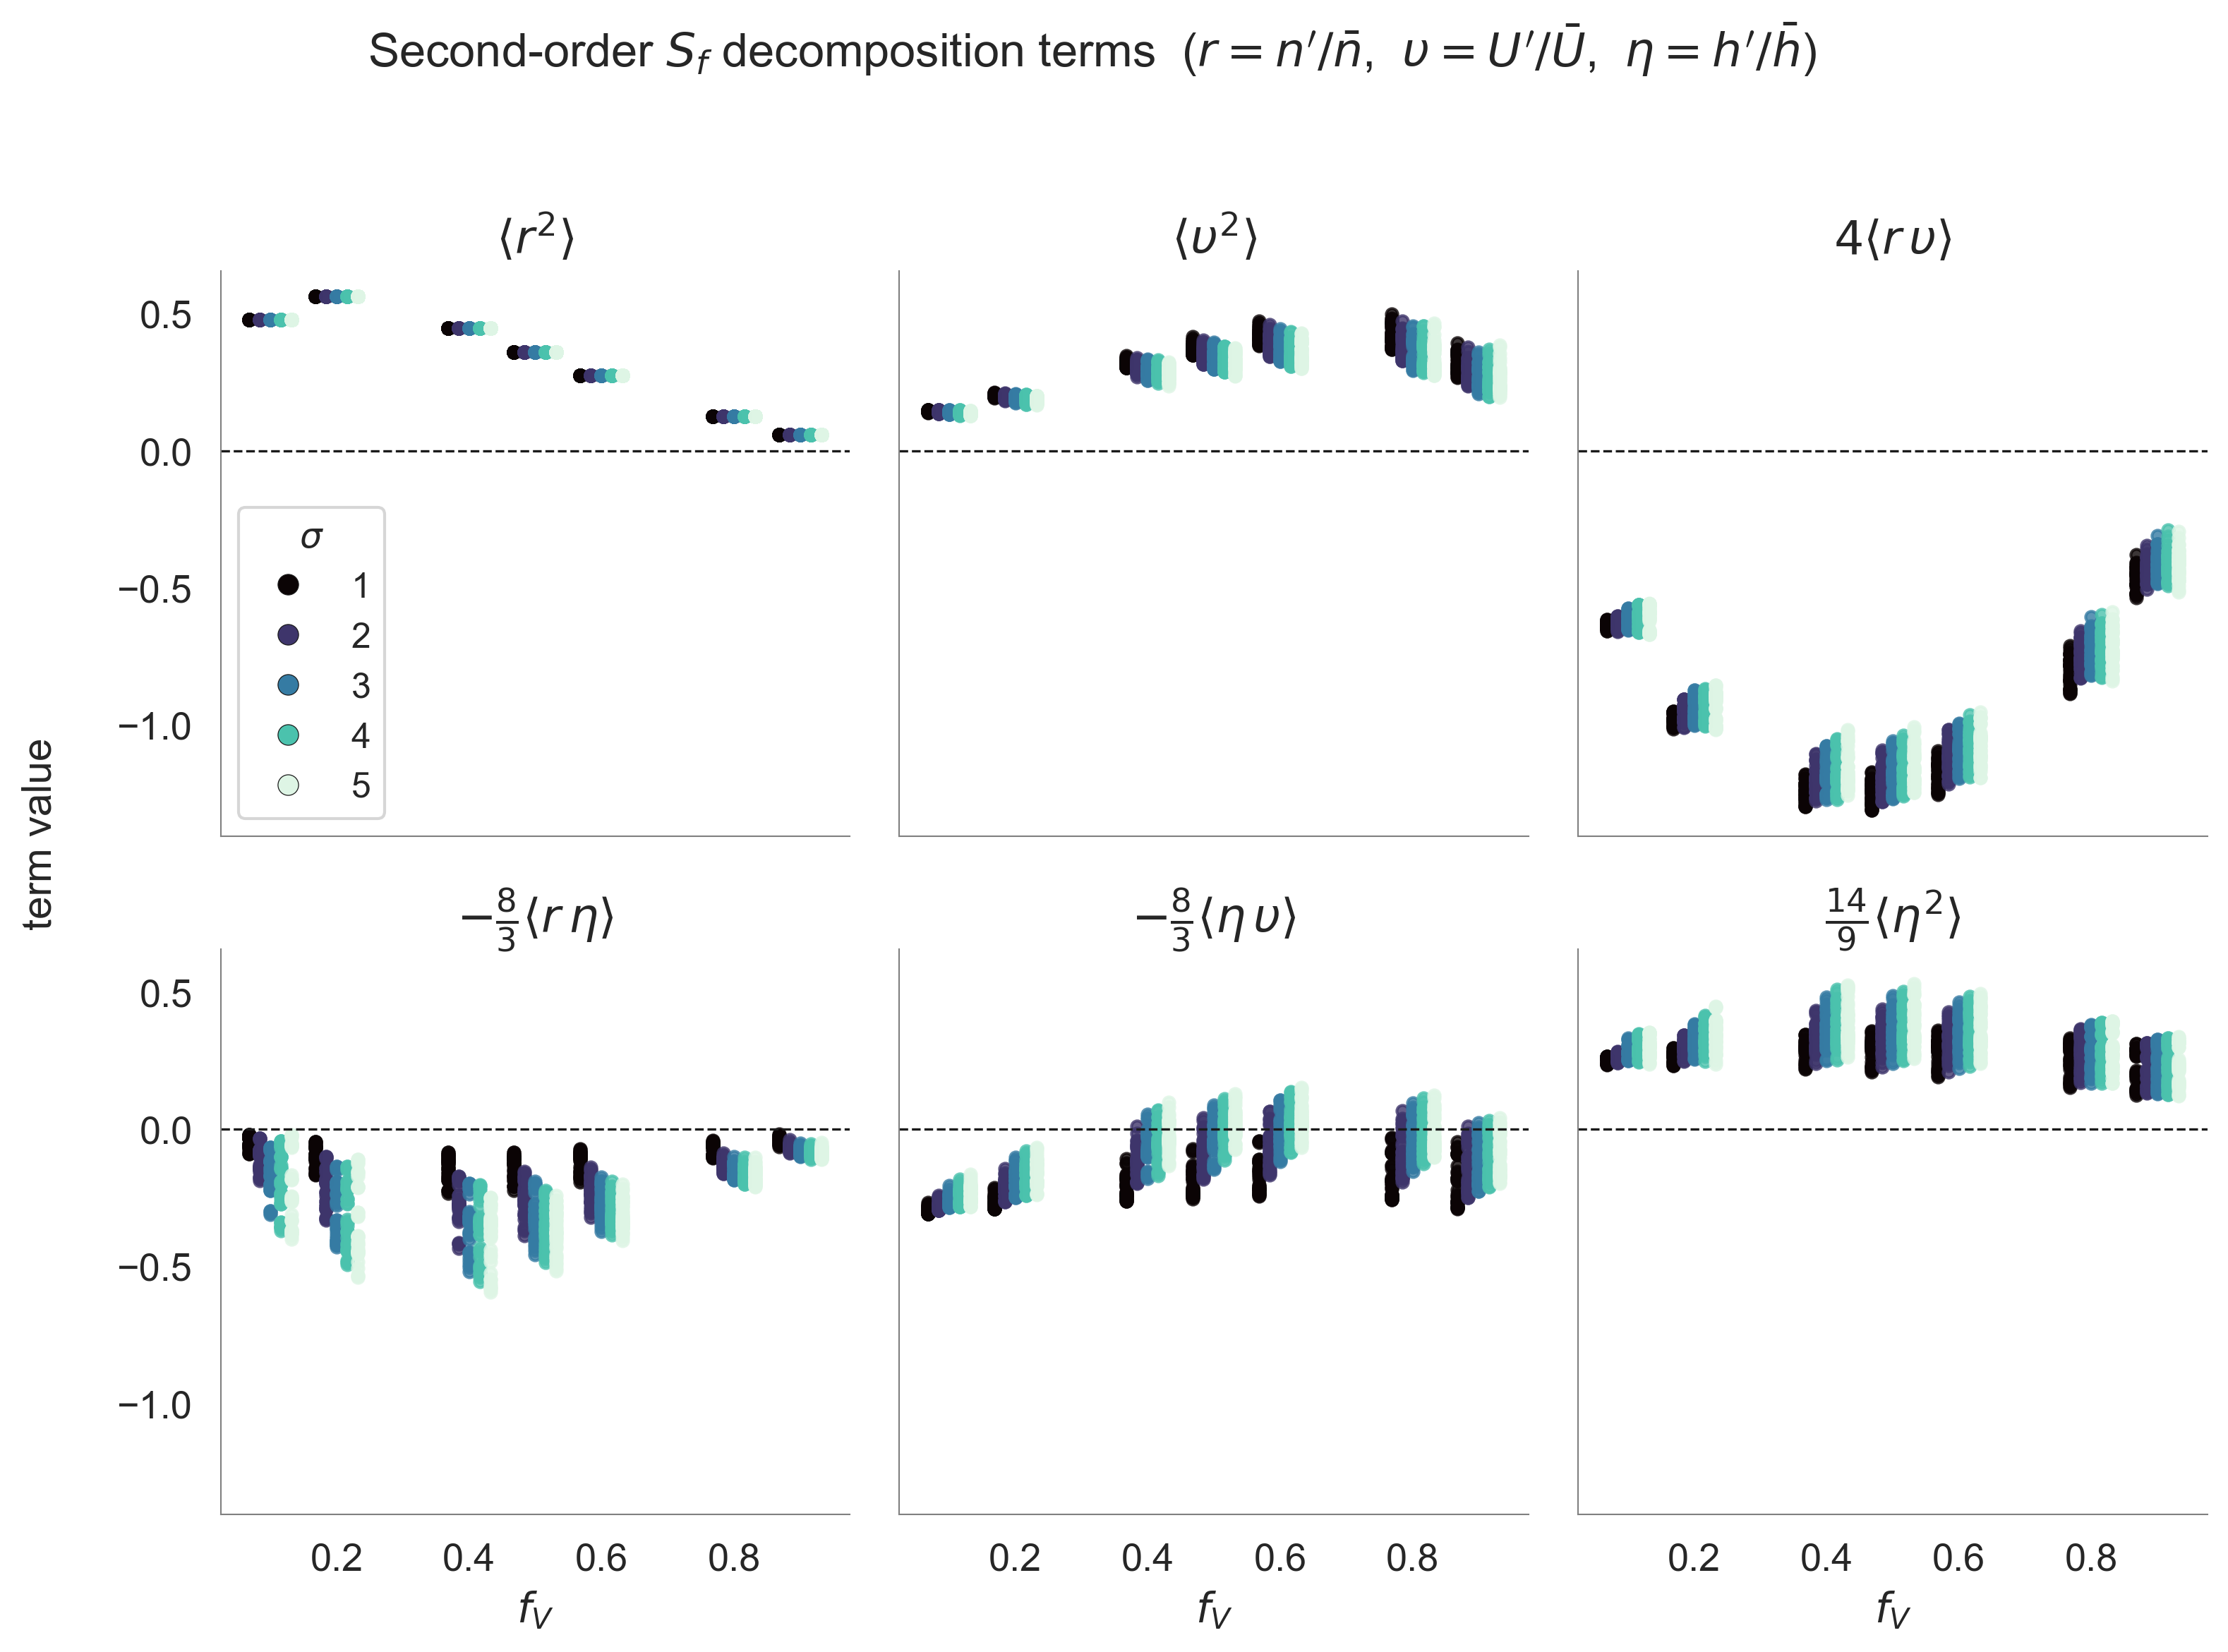 Second-order S_f decomposition terms (r = n′/n̄, υ = U′/Ū, η = h′/h̄)
⟨r²⟩
⟨υ²⟩
4⟨r υ⟩
0.5
0.0
−0.5
−1.0
σ
1
2
3
4
5
term value
−8/3⟨r η⟩
−8/3⟨η υ⟩
14/9⟨η²⟩
0.5
0.0
−0.5
−1.0
0.2 0.4 0.6 0.8
0.2 0.4 0.6 0.8
0.2 0.4 0.6 0.8
f_V
f_V
f_V